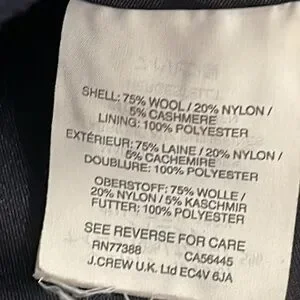 SHELL: 75% WOOL / 20% NYLON /
5% CASHMERE
LINING: 100% POLYESTER
EXTÉRIEUR: 75% LAINE / 20% NYLON /
5% CACHEMIRE
DOUBLURE: 100% POLYESTER
OBERSTOFF: 75% WOLLE /
20% NYLON / 5% KASCHMIR
FUTTER: 100% POLYESTER
SEE REVERSE FOR CARE
RN77388 CA56445
J.CREW U.K. Ltd EC4V 6JA